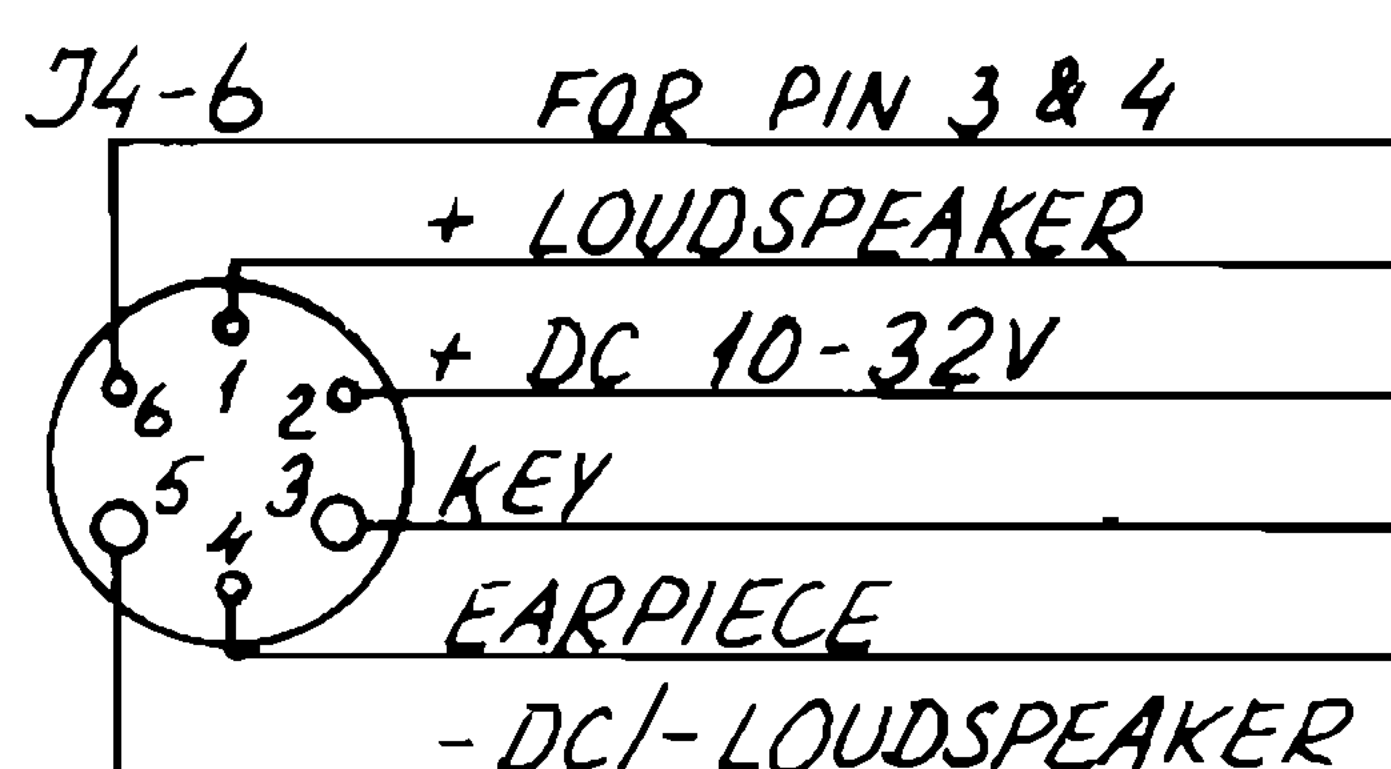 J4-6
FOR PIN 3 & 4
+ LOUDSPEAKER
+ DC 10-32V
6 1 2
KEY
5 3
4
EARPIECE
- DC/- LOUDSPEAKER